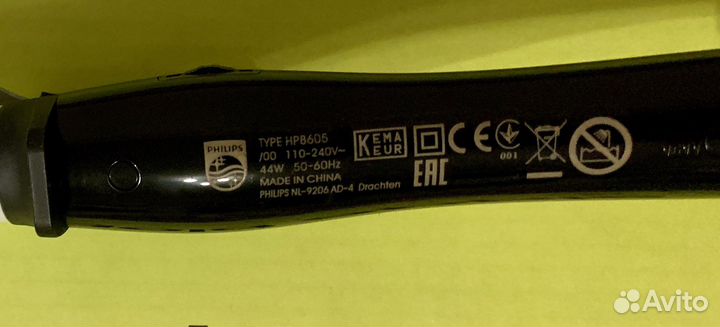 PHILIPS
TYPE HP8605
/00 110-240V~
44W 50-60Hz
MADE IN CHINA
PHILIPS NL-9206 AD-4 Drachten
KEMA
KEUR
CE
EAC
001
Avito